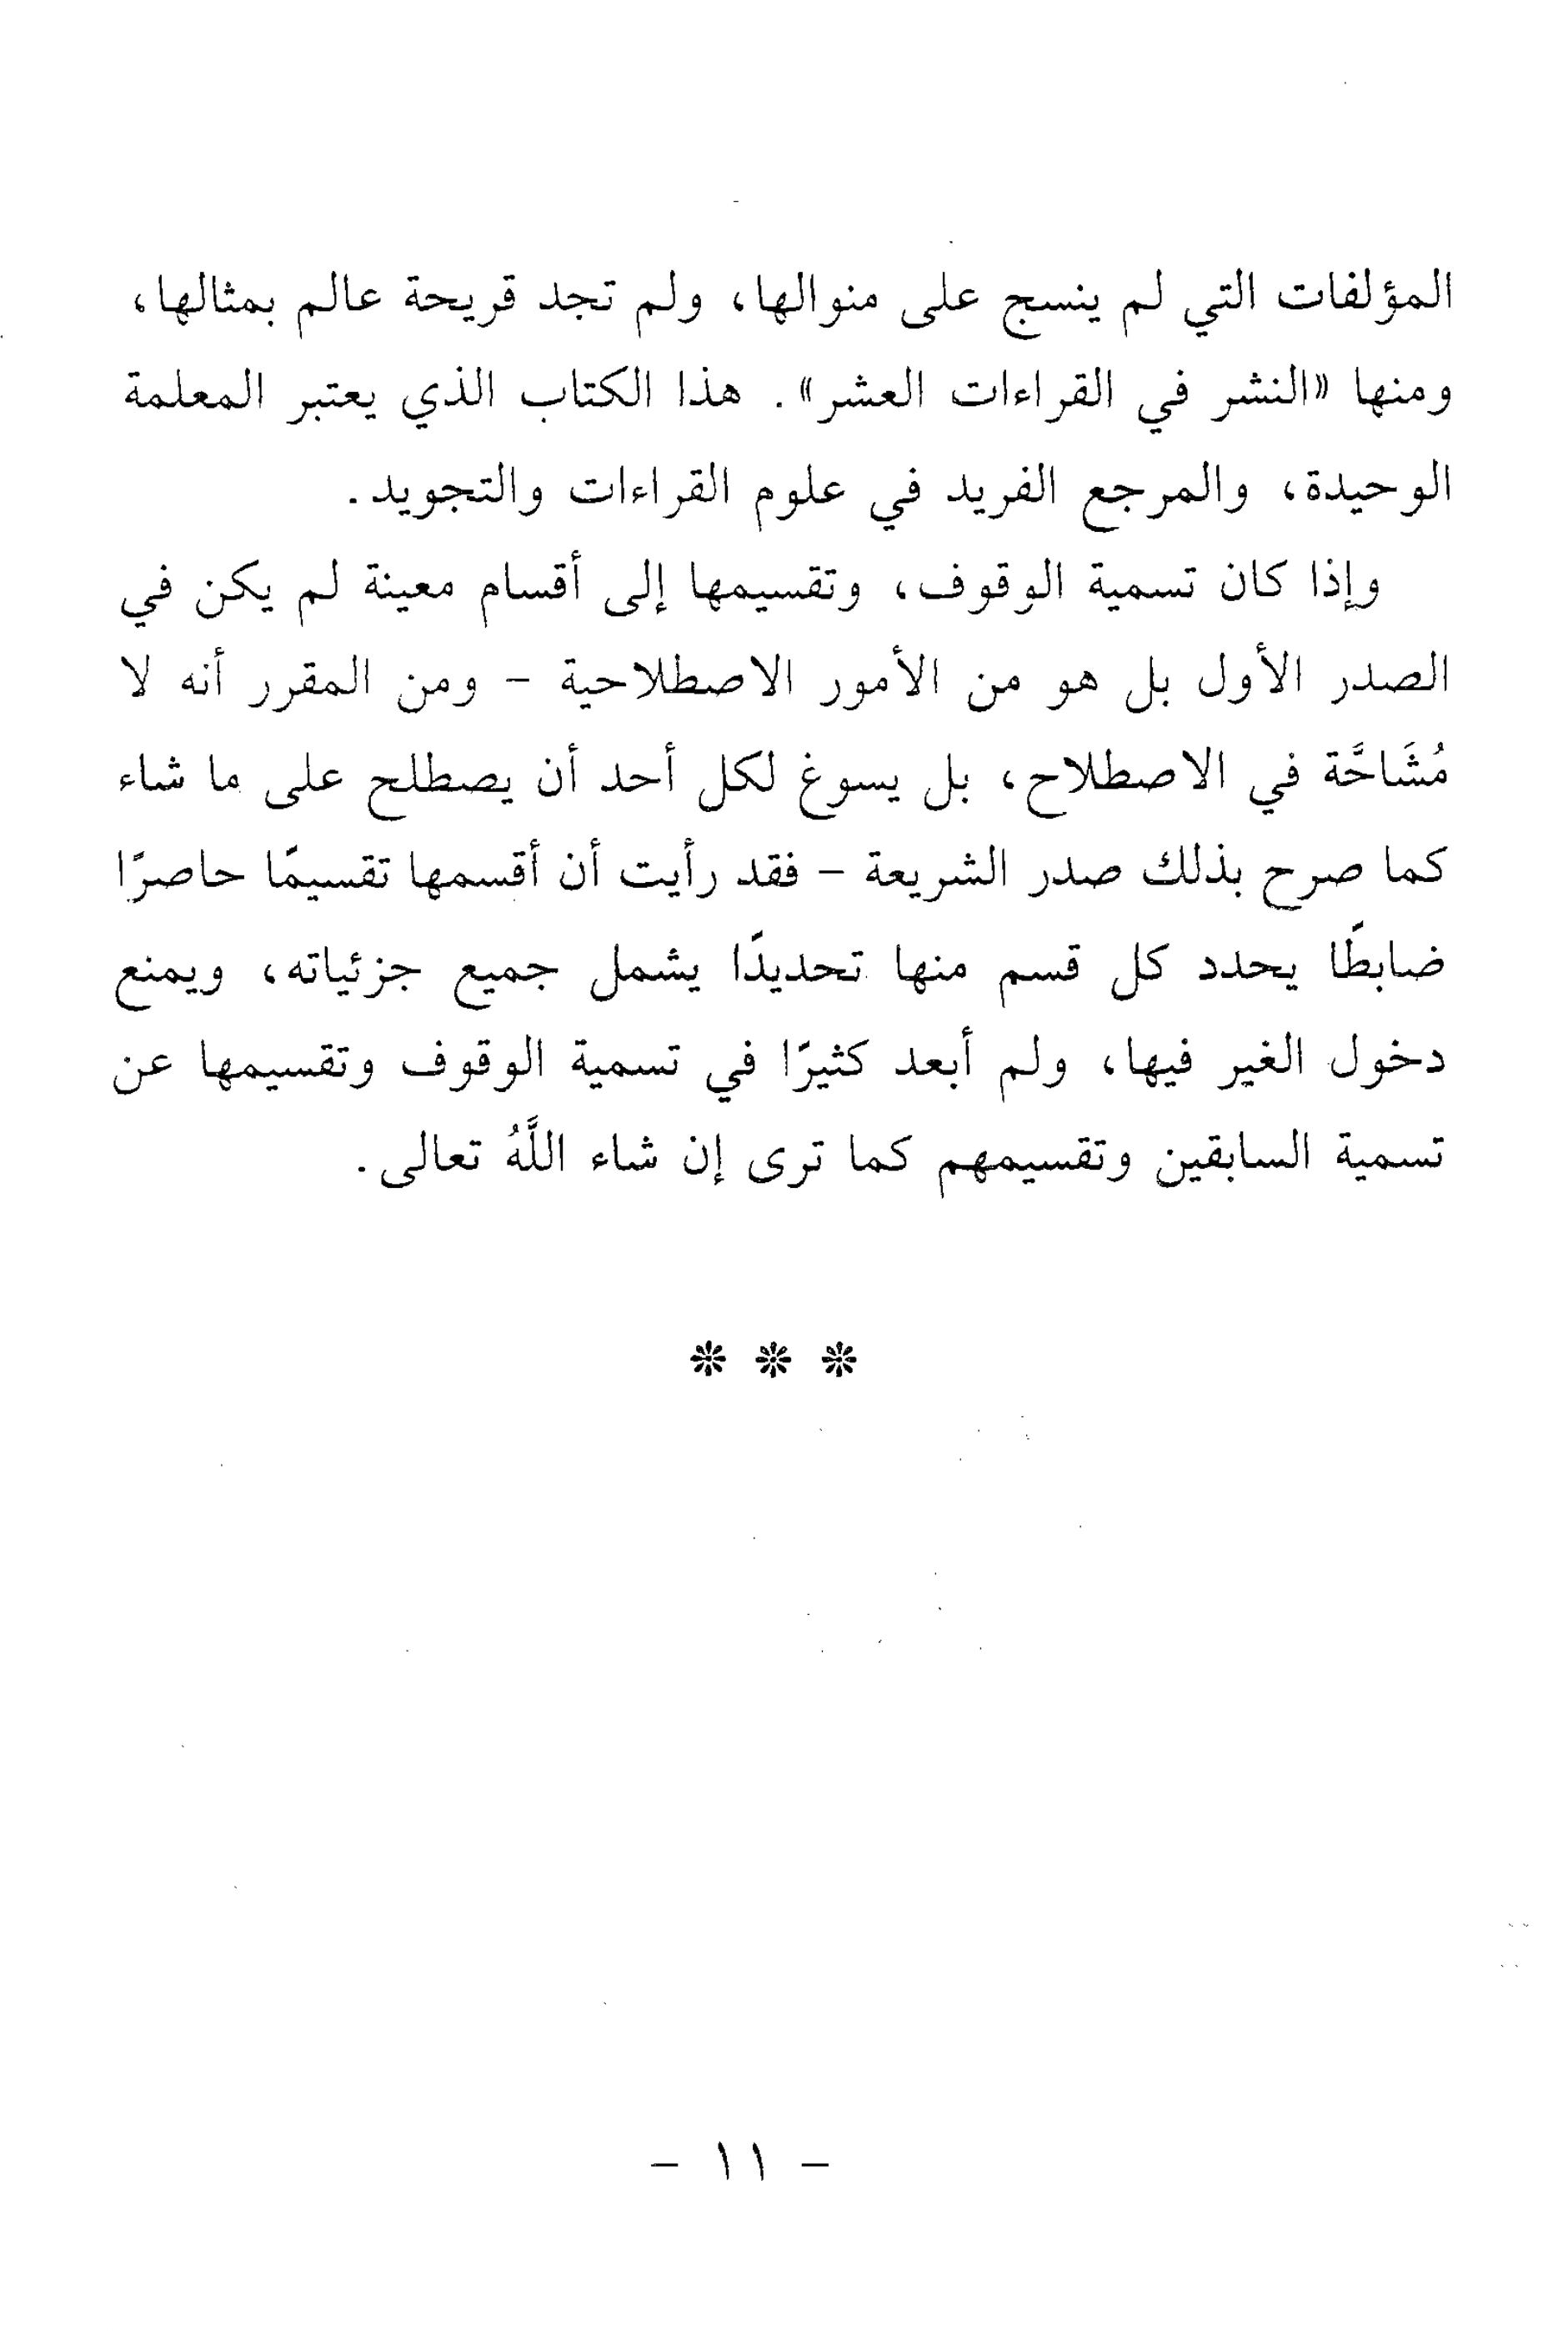 المؤلفات التي لم ينسج على منوالها، ولم تجد قريحة عالم بمثالها،
ومنها «النشر في القراءات العشر». هذا الكتاب الذي يعتبر المعلمة
الوحيدة، والمرجع الفريد في علوم القراءات والتجويد.
وإذا كان تسمية الوقوف، وتقسيمها إلى أقسام معينة لم يكن في
الصدر الأول بل هو من الأمور الاصطلاحية - ومن المقرر أنه لا
مُشَاحَّة في الاصطلاح، بل يسوغ لكل أحد أن يصطلح على ما شاء
كما صرح بذلك صدر الشريعة - فقد رأيت أن أقسمها تقسيمًا حاصرًا
ضابطًا يحدد كل قسم منها تحديدًا يشمل جميع جزئياته، ويمنع
دخول الغير فيها، ولم أبعد كثيرًا في تسمية الوقوف وتقسيمها عن
تسمية السابقين وتقسيمهم كما ترى إن شاء اللَّهُ تعالى.
❊ ❊ ❊
- ١١ -